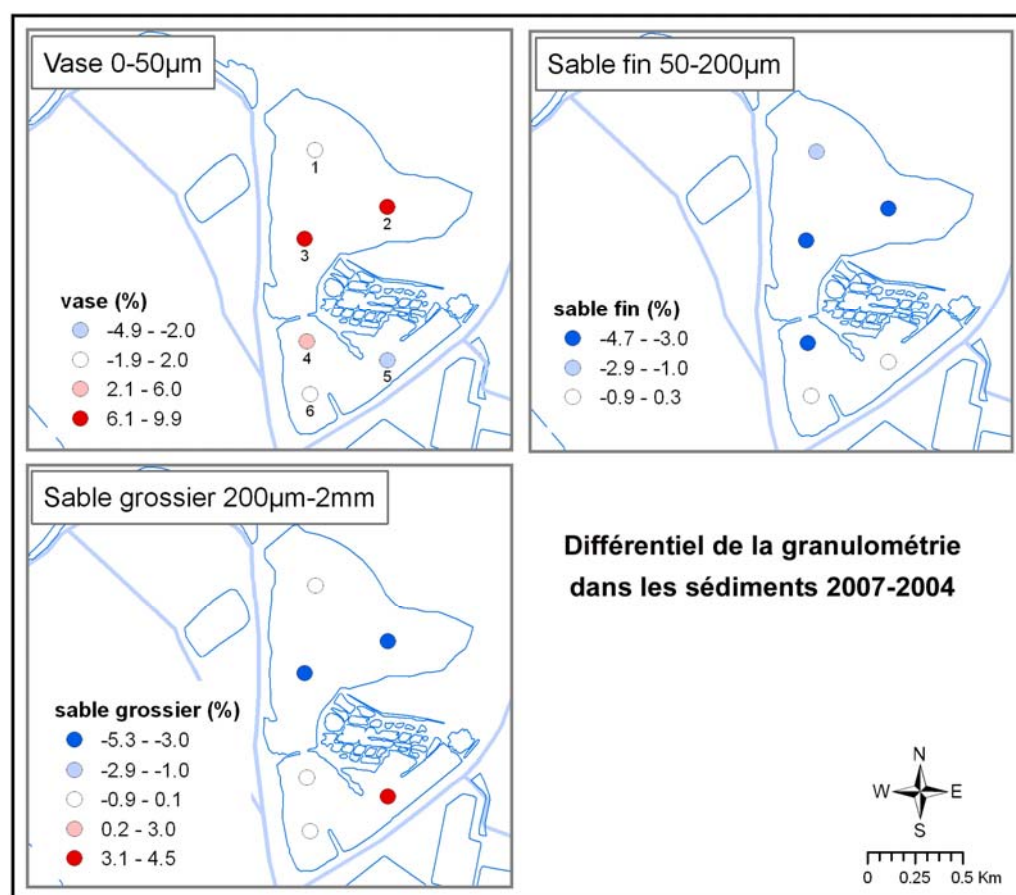 Vase 0-50µm
1
2
3
4
5
6
vase (%)
-4.9 - -2.0
-1.9 - 2.0
2.1 - 6.0
6.1 - 9.9
Sable fin 50-200µm
sable fin (%)
-4.7 - -3.0
-2.9 - -1.0
-0.9 - 0.3
Sable grossier 200µm-2mm
sable grossier (%)
-5.3 - -3.0
-2.9 - -1.0
-0.9 - 0.1
0.2 - 3.0
3.1 - 4.5
Différentiel de la granulométrie
dans les sédiments 2007-2004
N
W E
S
0 0.25 0.5 Km